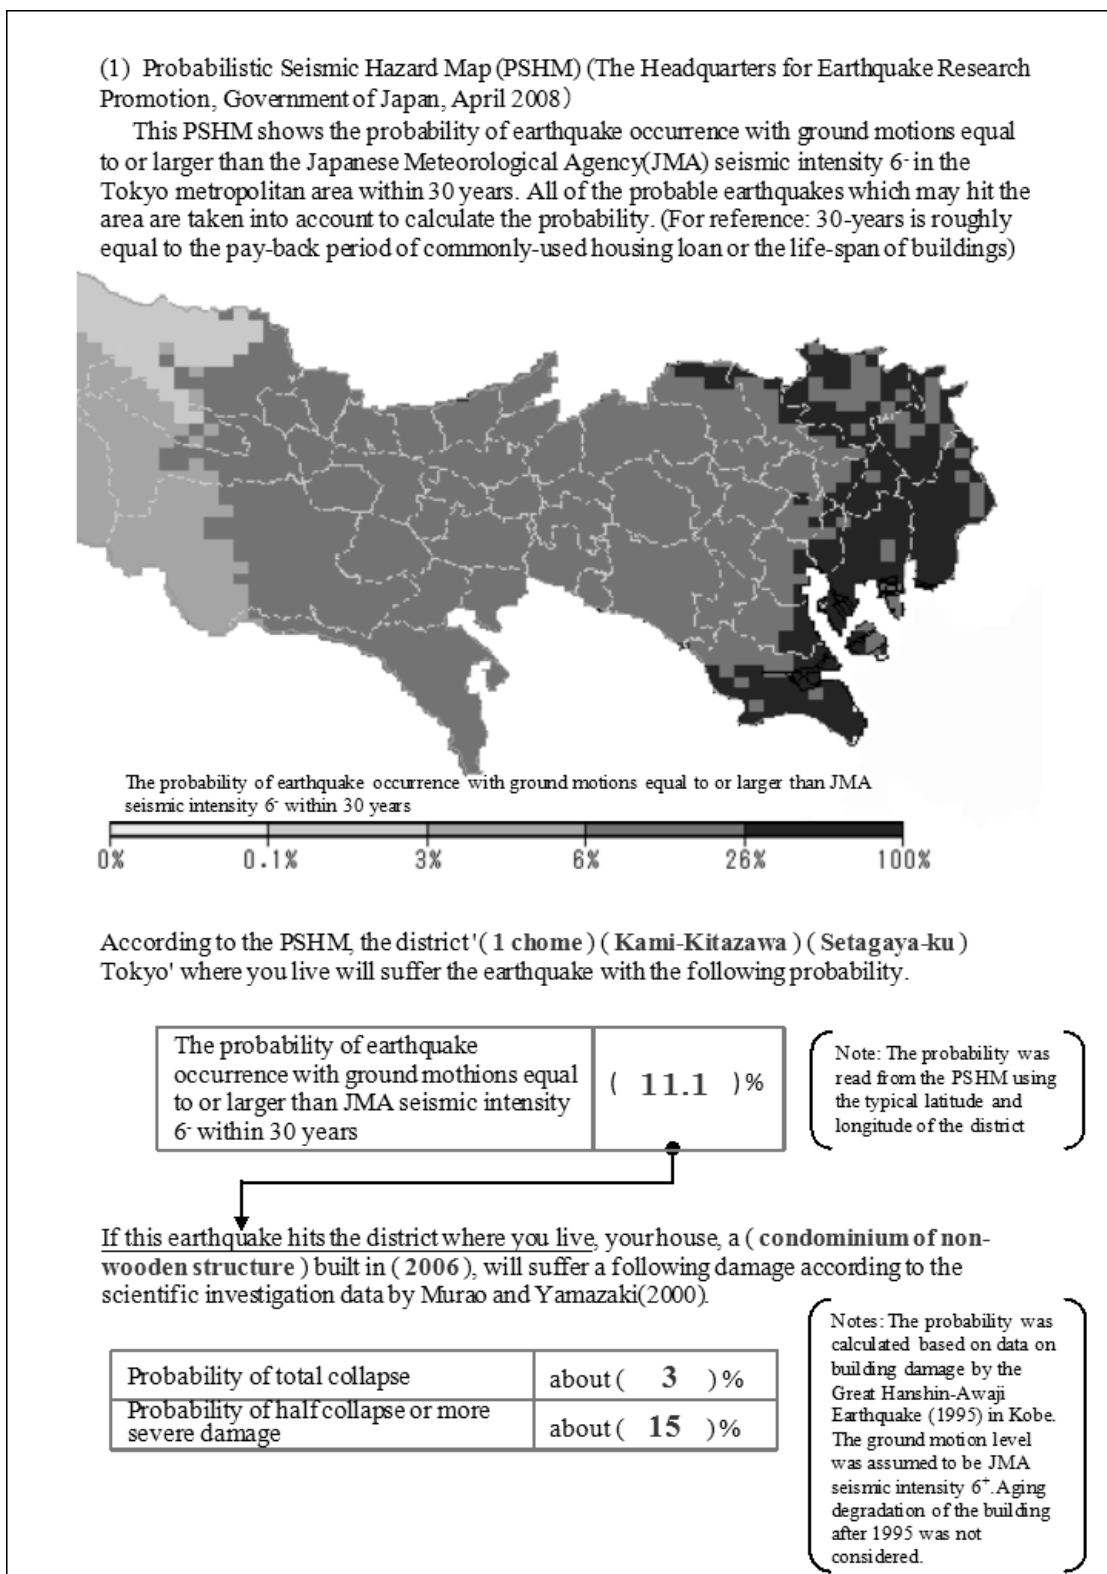 (1) Probabilistic Seismic Hazard Map (PSHM) (The Headquarters for Earthquake Research
Promotion, Government of Japan, April 2008)
This PSHM shows the probability of earthquake occurrence with ground motions equal
to or larger than the Japanese Meteorological Agency(JMA) seismic intensity 6- in the
Tokyo metropolitan area within 30 years. All of the probable earthquakes which may hit the
area are taken into account to calculate the probability. (For reference: 30-years is roughly
equal to the pay-back period of commonly-used housing loan or the life-span of buildings)
The probability of earthquake occurrence with ground motions equal to or larger than JMA
seismic intensity 6- within 30 years
0% 0.1% 3% 6% 26% 100%
According to the PSHM, the district '( 1 chome ) ( Kami-Kitazawa ) ( Setagaya-ku )
Tokyo' where you live will suffer the earthquake with the following probability.
The probability of earthquake
occurrence with ground mothions equal
to or larger than JMA seismic intensity
6- within 30 years
( 11.1 ) %
Note: The probability was
read from the PSHM using
the typical latitude and
longitude of the district
If this earthquake hits the district where you live, your house, a ( condominium of non-
wooden structure ) built in ( 2006 ), will suffer a following damage according to the
scientific investigation data by Murao and Yamazaki(2000).
Probability of total collapse about ( 3 ) %
Probability of half collapse or more
severe damage about ( 15 ) %
Notes: The probability was
calculated based on data on
building damage by the
Great Hanshin-Awaji
Earthquake (1995) in Kobe.
The ground motion level
was assumed to be JMA
seismic intensity 6+. Aging
degradation of the building
after 1995 was not
considered.